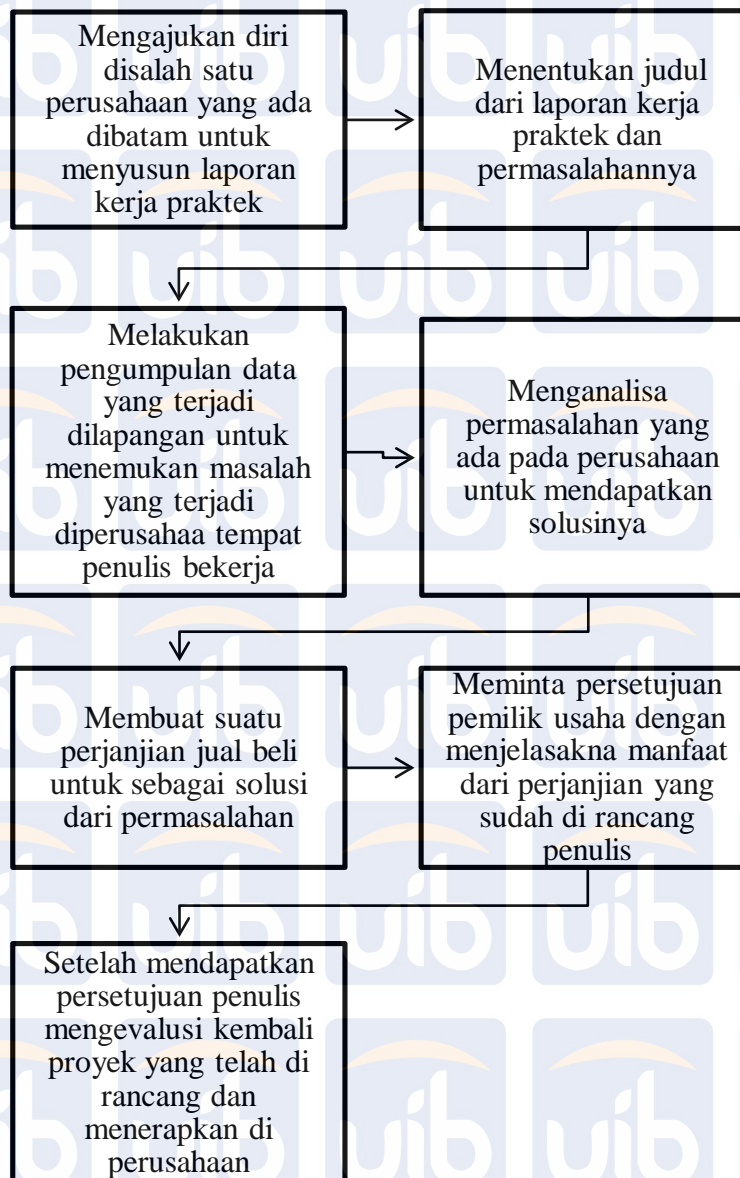 Mengajukan diri
disalah satu
perusahaan yang ada
dibatam untuk
menyusun laporan
kerja praktek
Menentukan judul
dari laporan kerja
praktek dan
permasalahannya
Melakukan
pengumpulan data
yang terjadi
dilapangan untuk
menemukan masalah
yang terjadi
diperusahaa tempat
penulis bekerja
Menganalisa
permasalahan yang
ada pada perusahaan
untuk mendapatkan
solusinya
Membuat suatu
perjanjian jual beli
untuk sebagai solusi
dari permasalahan
Meminta persetujuan
pemilik usaha dengan
menjelasakna manfaat
dari perjanjian yang
sudah di rancang
penulis
Setelah mendapatkan
persetujuan penulis
mengevalusi kembali
proyek yang telah di
rancang dan
menerapkan di
perusahaan